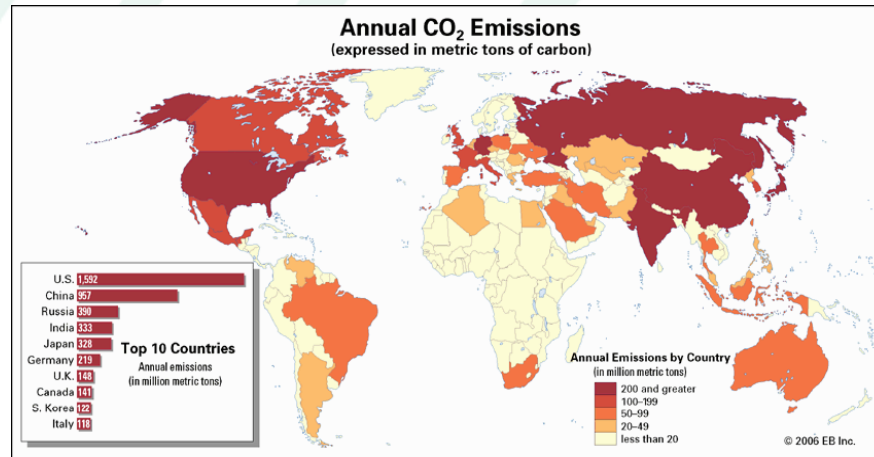 Annual CO₂ Emissions
(expressed in metric tons of carbon)
U.S. 1,592
China 957
Russia 390
India 333
Japan 328
Germany 219
U.K. 148
Canada 141
S. Korea 122
Italy 118
Top 10 Countries
Annual emissions
(in million metric tons)
Annual Emissions by Country
(in million metric tons)
200 and greater
100–199
50–99
20–49
less than 20
© 2006 EB Inc.